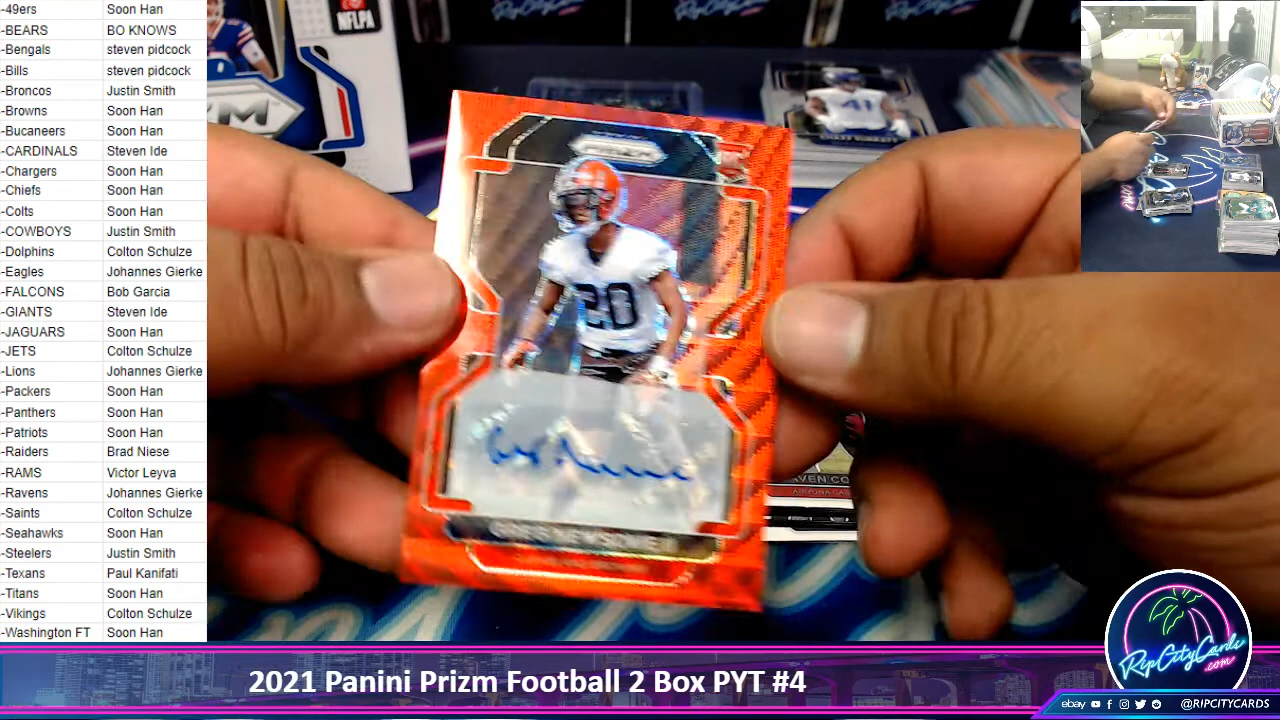 -49ers Soon Han
-BEARS BO KNOWS
-Bengals steven pidcock
-Bills steven pidcock
-Broncos Justin Smith
-Browns Soon Han
-Bucaneers Soon Han
-CARDINALS Steven Ide
-Chargers Soon Han
-Chiefs Soon Han
-Colts Soon Han
-COWBOYS Justin Smith
-Dolphins Colton Schulze
-Eagles Johannes Gierke
-FALCONS Bob Garcia
-GIANTS Steven Ide
-JAGUARS Soon Han
-JETS Colton Schulze
-Lions Johannes Gierke
-Packers Soon Han
-Panthers Soon Han
-Patriots Soon Han
-Raiders Brad Niese
-RAMS Victor Leyva
-Ravens Johannes Gierke
-Saints Colton Schulze
-Seahawks Soon Han
-Steelers Justin Smith
-Texans Paul Kanifati
-Titans Soon Han
-Vikings Colton Schulze
-Washington FT Soon Han
NFLPA
41
20
2021 Panini Prizm Football 2 Box PYT #4
RipCityCards
.com
ebay
@RIPCITYCARDS